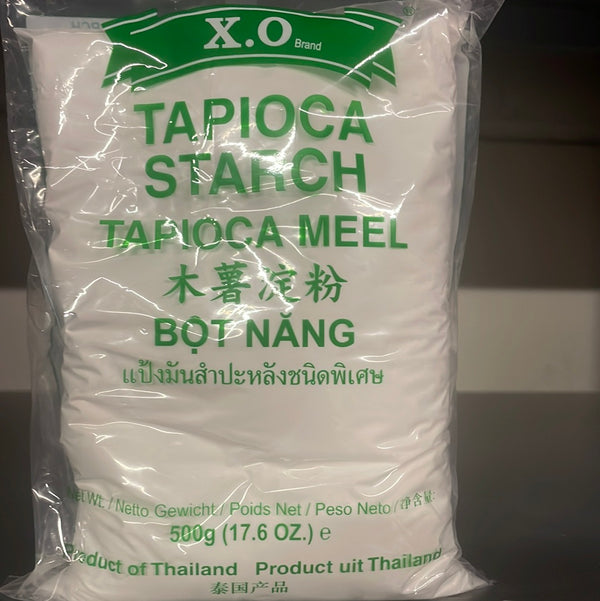 X.O Brand ®
TAPIOCA
STARCH
TAPIOCA MEEL
木薯淀粉
BỘT NĂNG
แป้งมันสำปะหลังชนิดพิเศษ
Net WT. / Netto Gewicht / Poids Net / Peso Neto / 净含量:
500g (17.6 OZ.) e
Product of Thailand Product uit Thailand
泰国产品